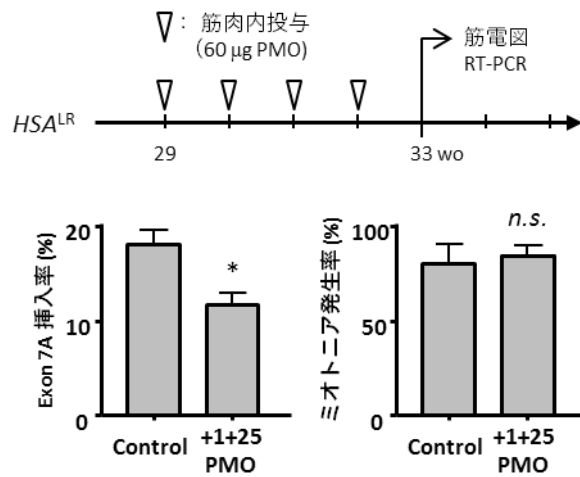 : 筋肉内投与
(60 μg PMO)
筋電図
RT-PCR
HSALR
29
33 wo
Exon 7A 挿入率 (%)
20
10
0
*
Control
+1+25
PMO
ミオトニア発生率 (%)
100
50
0
n.s.
Control
+1+25
PMO